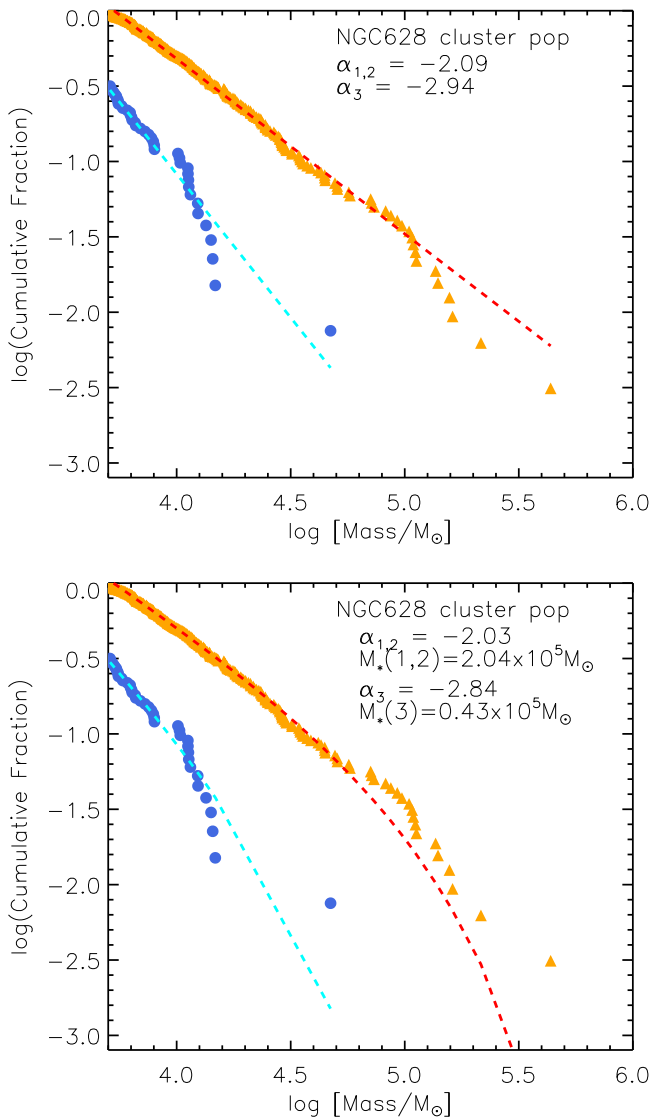 NGC628 cluster pop
α1,2 = −2.09
α3 = −2.94
0.0
−0.5
−1.0
−1.5
−2.0
−2.5
−3.0
log(Cumulative Fraction)
4.0 4.5 5.0 5.5 6.0
log [Mass/M⊙]
NGC628 cluster pop
α1,2 = −2.03
M*(1,2)=2.04x10^5M⊙
α3 = −2.84
M*(3)=0.43x10^5M⊙
0.0
−0.5
−1.0
−1.5
−2.0
−2.5
−3.0
log(Cumulative Fraction)
4.0 4.5 5.0 5.5 6.0
log [Mass/M⊙]